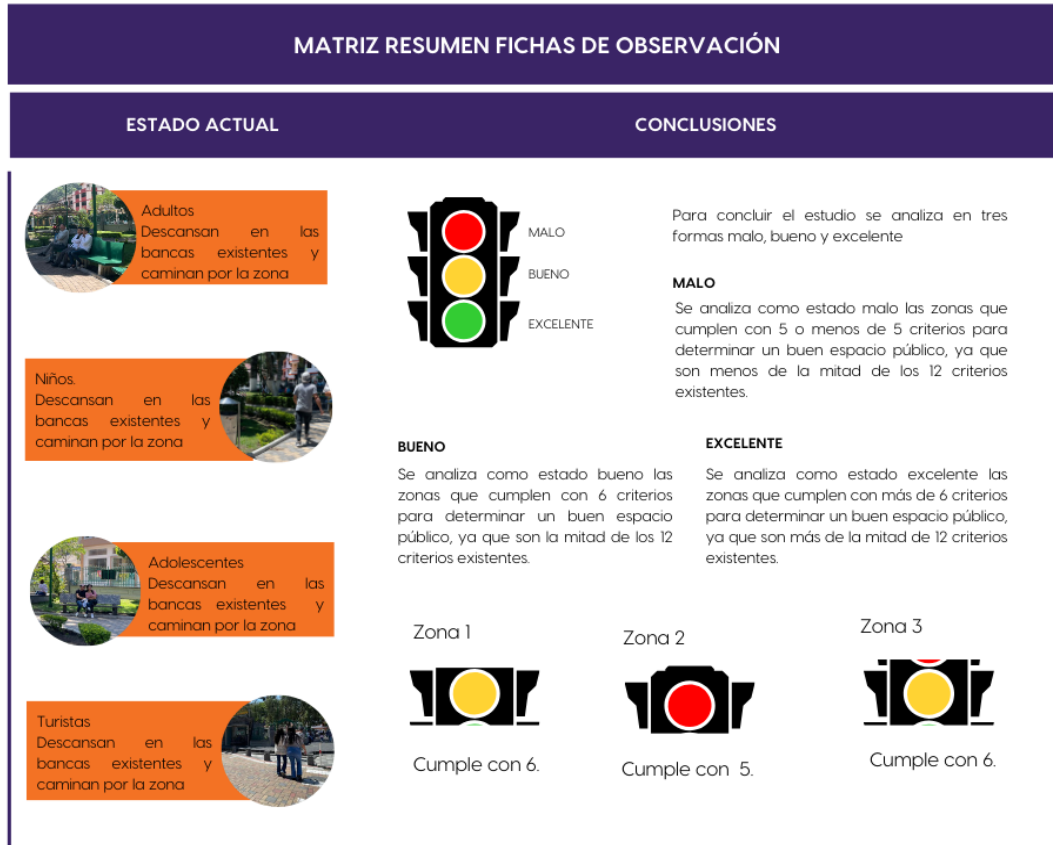 MATRIZ RESUMEN FICHAS DE OBSERVACIÓN
ESTADO ACTUAL
CONCLUSIONES
Adultos
Descansan en las
bancas existentes y
caminan por la zona
Niños.
Descansan en las
bancas existentes y
caminan por la zona
Adolescentes
Descansan en las
bancas existentes y
caminan por la zona
Turistas
Descansan en las
bancas existentes y
caminan por la zona
MALO
BUENO
EXCELENTE
Para concluir el estudio se analiza en tres
formas malo, bueno y excelente
MALO
Se analiza como estado malo las zonas que
cumplen con 5 o menos de 5 criterios para
determinar un buen espacio público, ya que
son menos de la mitad de los 12 criterios
existentes.
BUENO
Se analiza como estado bueno las
zonas que cumplen con 6 criterios
para determinar un buen espacio
público, ya que son la mitad de los 12
criterios existentes.
EXCELENTE
Se analiza como estado excelente las
zonas que cumplen con más de 6 criterios
para determinar un buen espacio público,
ya que son más de la mitad de 12 criterios
existentes.
Zona 1
Cumple con 6.
Zona 2
Cumple con 5.
Zona 3
Cumple con 6.